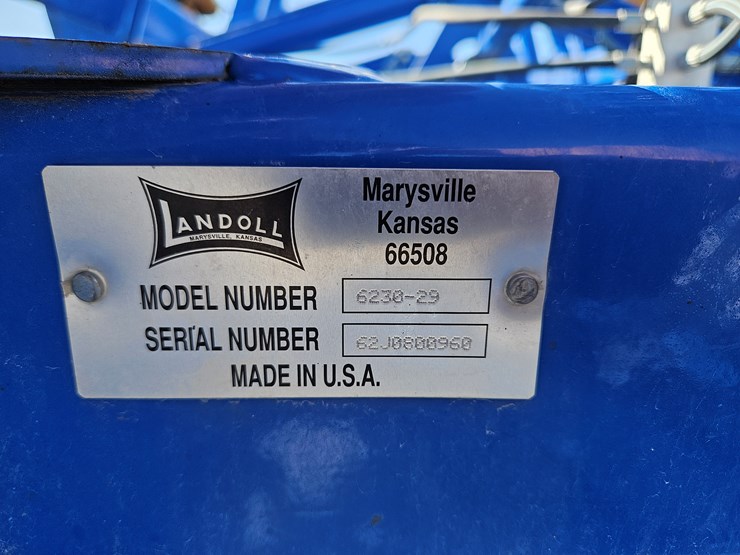 LANDOLL
MARYSVILLE, KANSAS
Marysville
Kansas
66508
MODEL NUMBER 6230-29
SERIAL NUMBER 62J0800960
MADE IN U.S.A.